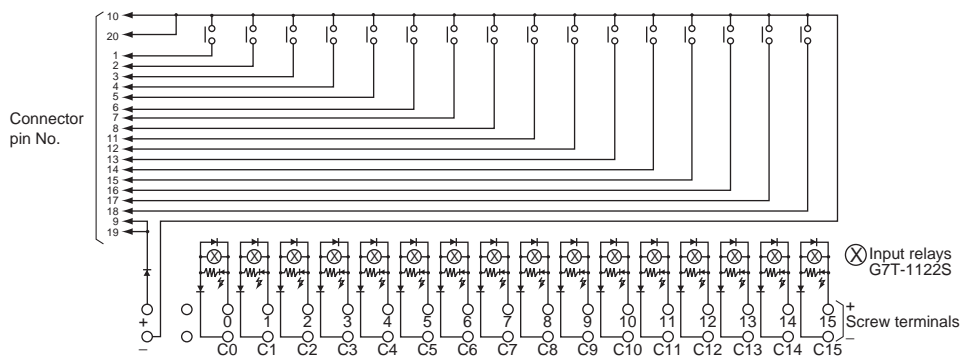 10
20
1
2
3
4
5
6
7
8
11
12
13
14
15
16
17
18
9
19
Connector
pin No.
Input relays
G7T-1122S
+ 0 1 2 3 4 5 6 7 8 9 10 11 12 13 14 15 +
Screw terminals
– C0 C1 C2 C3 C4 C5 C6 C7 C8 C9 C10 C11 C12 C13 C14 C15 –